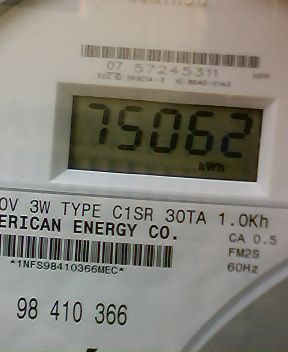 07 57245311
75062
kWh
0V 3W TYPE C1SR 30TA 1.0Kh
ERICAN ENERGY CO.
CA 0.5
*1NFS98410366MEC*
FM2S
60Hz
98 410 366